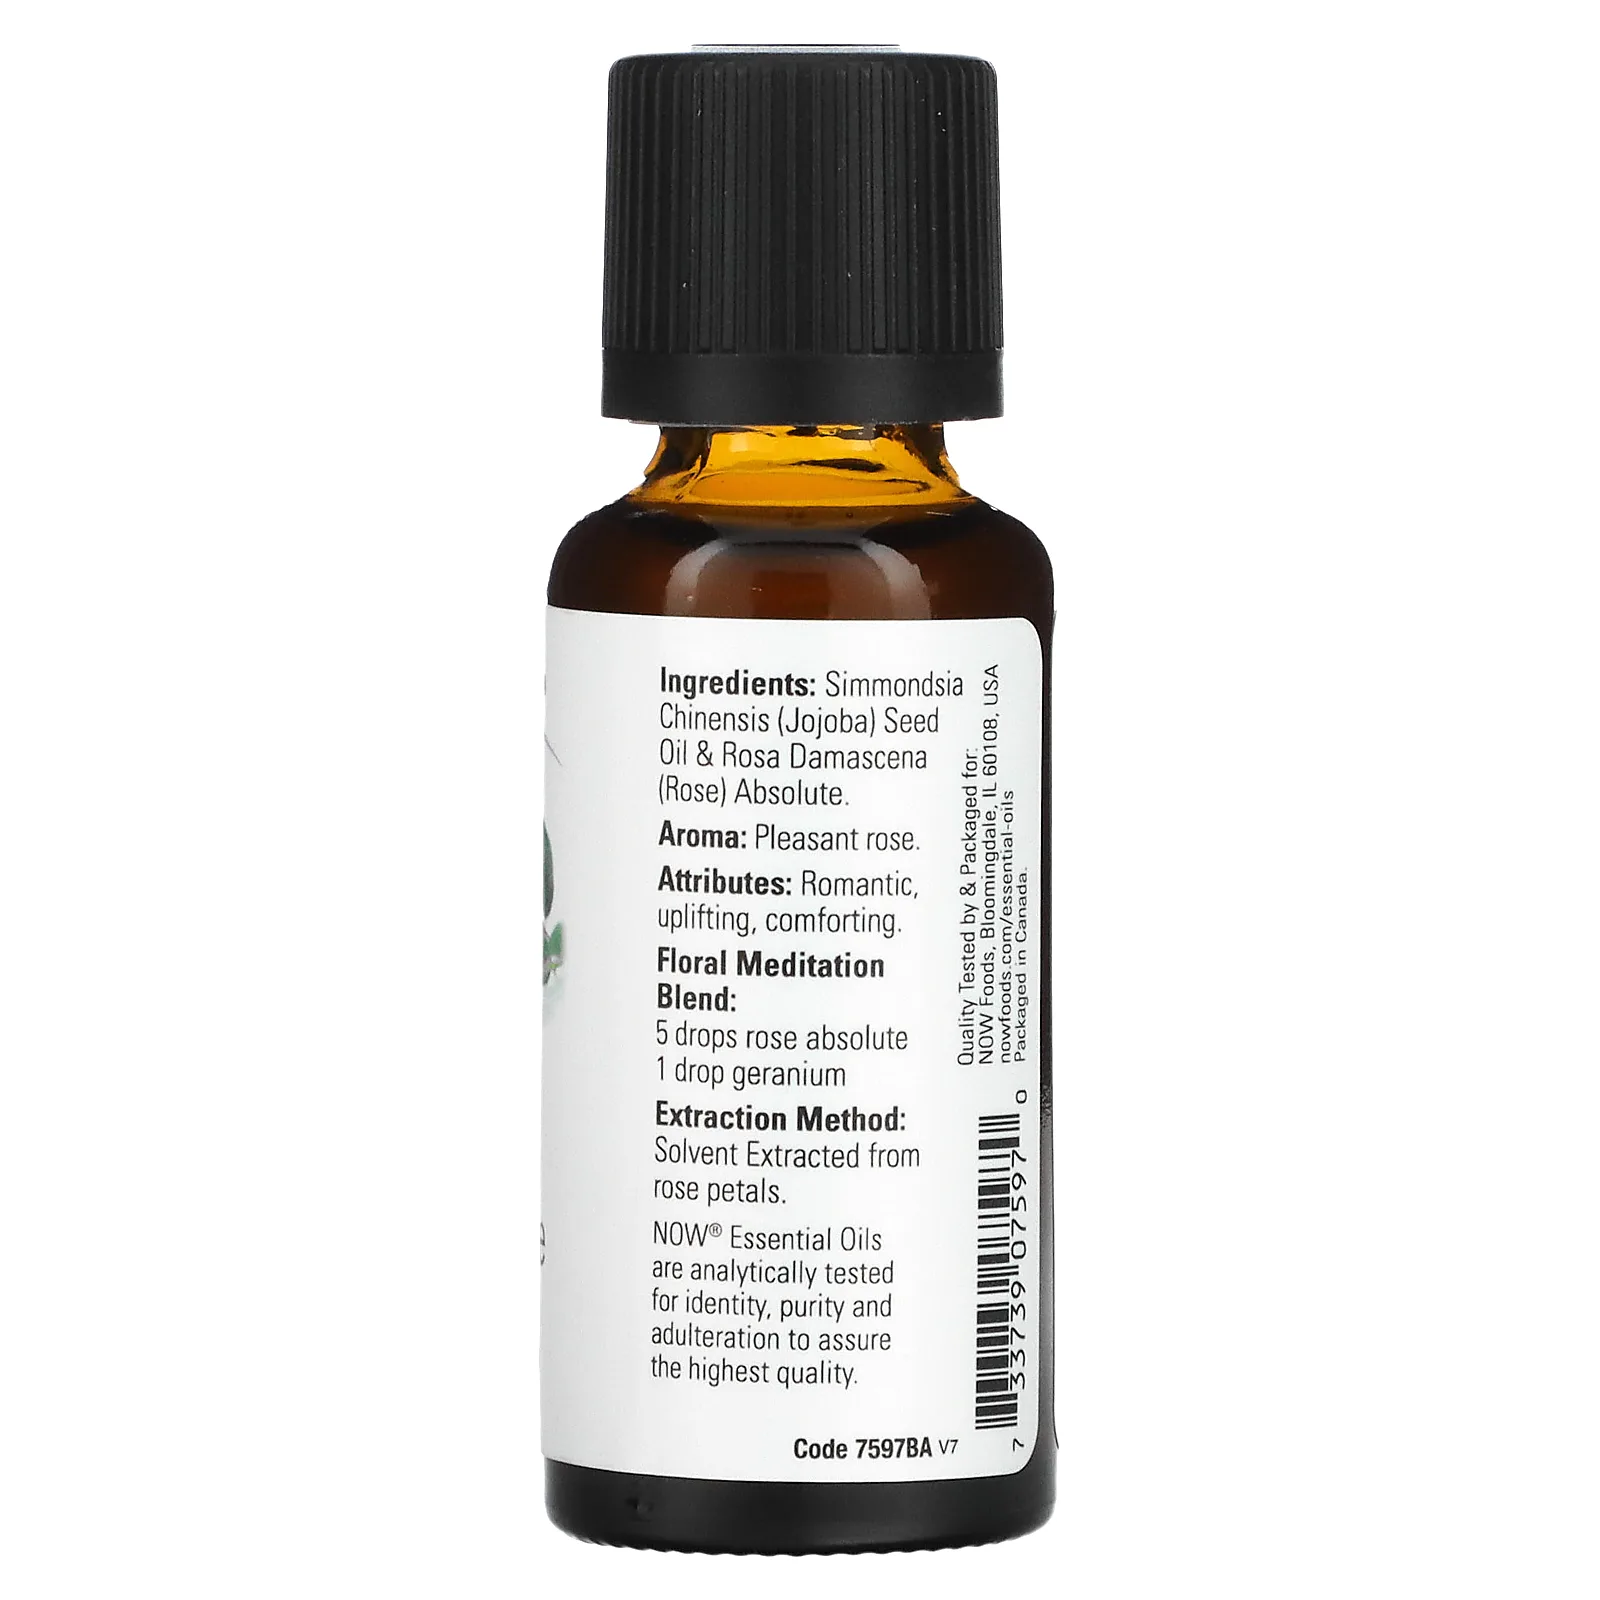 Ingredients: Simmondsia
Chinensis (Jojoba) Seed
Oil & Rosa Damascena
(Rose) Absolute.
Aroma: Pleasant rose.
Attributes: Romantic,
uplifting, comforting.
Floral Meditation
Blend:
5 drops rose absolute
1 drop geranium
Extraction Method:
Solvent Extracted from
rose petals.
NOW® Essential Oils
are analytically tested
for identity, purity and
adulteration to assure
the highest quality.
Code 7597BA V7
Quality Tested by & Packaged for:
NOW Foods, Bloomingdale, IL 60108, USA
nowfoods.com/essential-oils
Packaged in Canada.
7 33739 07597 0